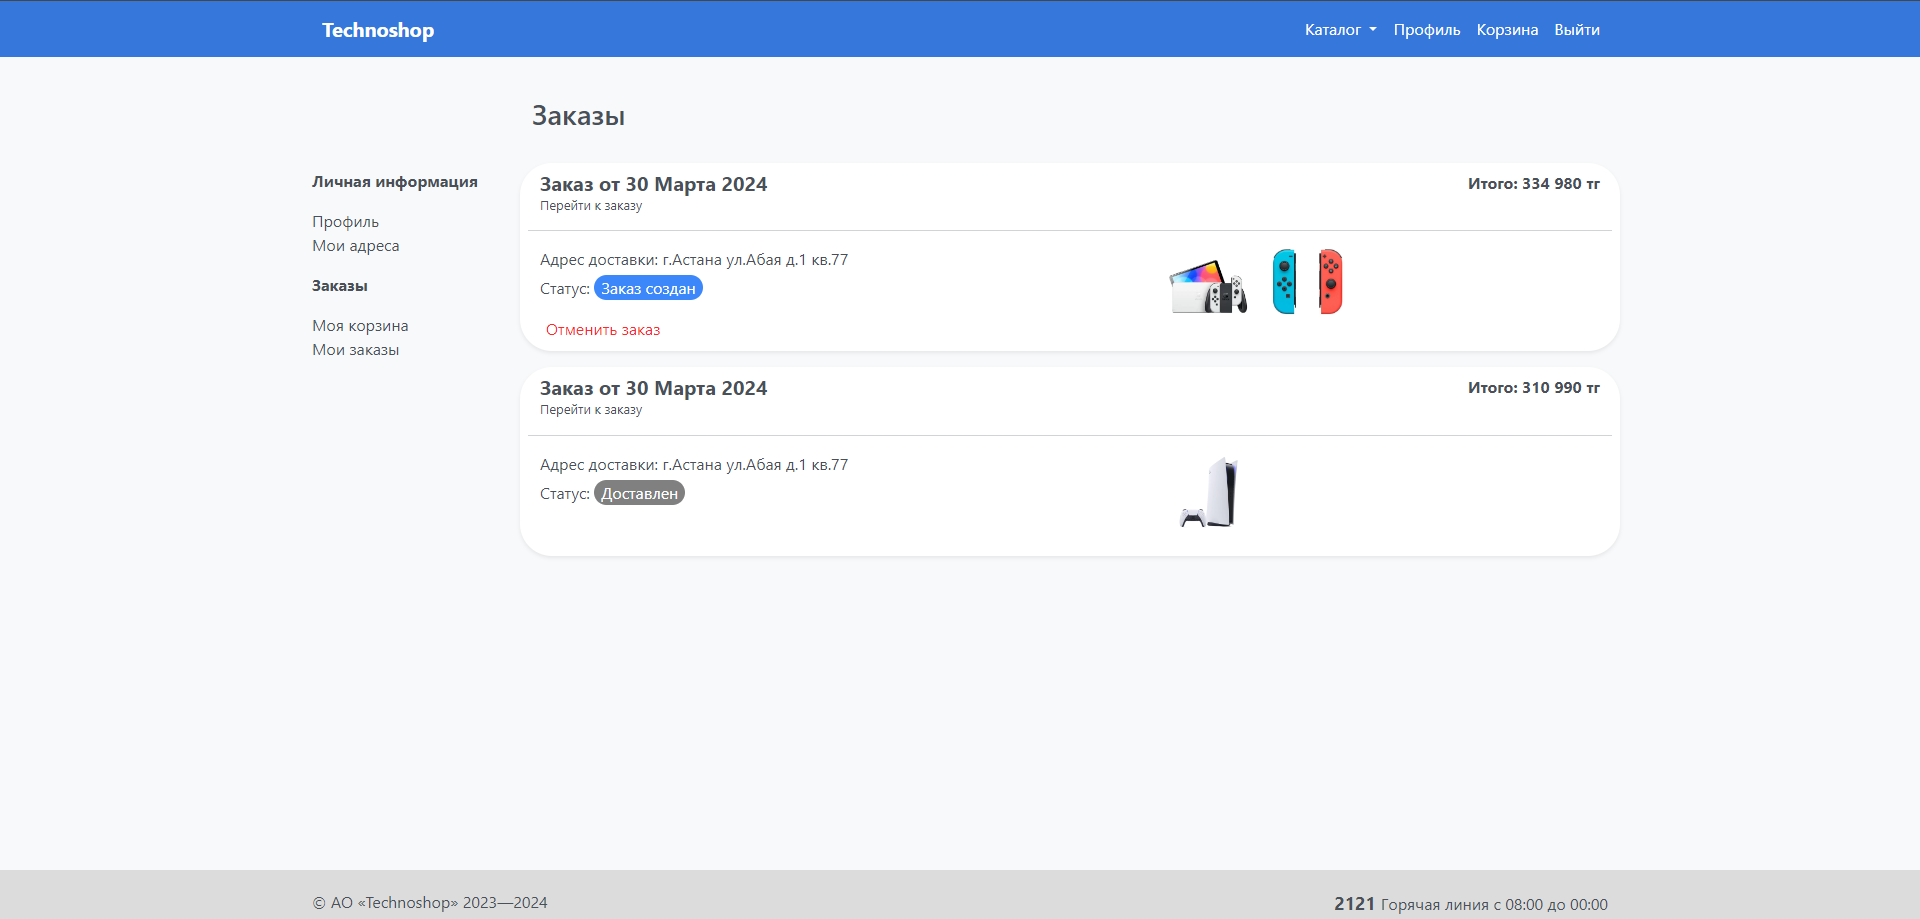 Technoshop
Каталог Профиль Корзина Выйти
Заказы
Личная информация
Профиль
Мои адреса
Заказы
Моя корзина
Мои заказы
Заказ от 30 Марта 2024
Итого: 334 980 тг
Перейти к заказу
Адрес доставки: г.Астана ул.Абая д.1 кв.77
Статус: Заказ создан
Отменить заказ
Заказ от 30 Марта 2024
Итого: 310 990 тг
Перейти к заказу
Адрес доставки: г.Астана ул.Абая д.1 кв.77
Статус: Доставлен
© АО «Technoshop» 2023—2024
2121 Горячая линия с 08:00 до 00:00